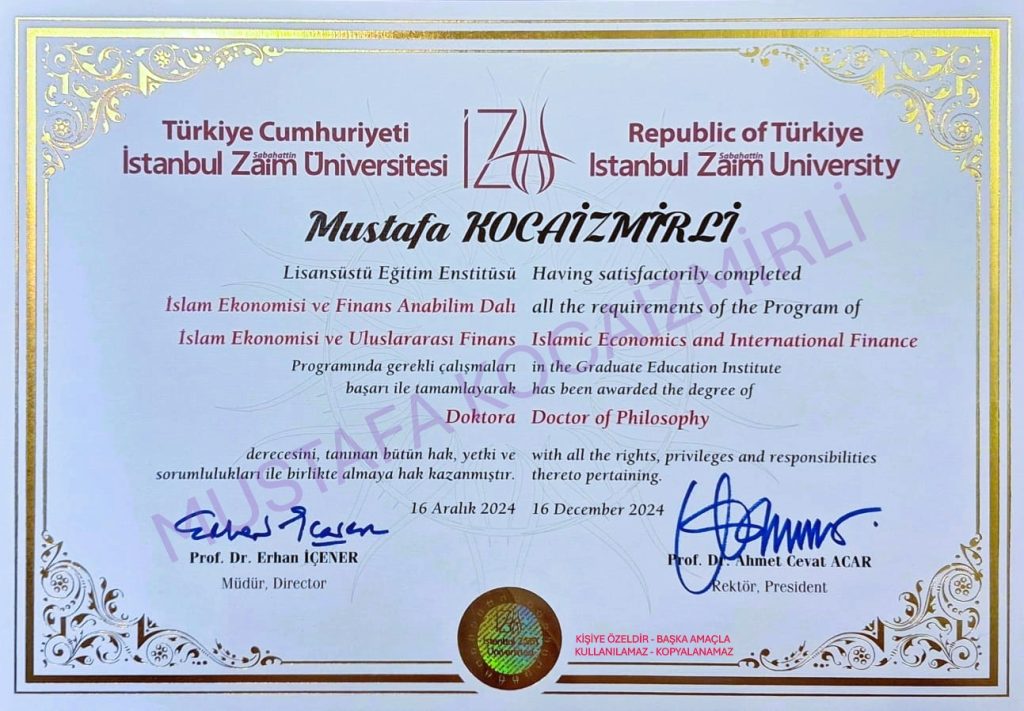 Türkiye Cumhuriyeti
İstanbul Sabahattin Zaim Üniversitesi
İZÜ
Republic of Türkiye
Istanbul Sabahattin Zaim University
Mustafa KOCAİZMİRLİ
Lisansüstü Eğitim Enstitüsü
İslam Ekonomisi ve Finans Anabilim Dalı
İslam Ekonomisi ve Uluslararası Finans
Programında gerekli çalışmaları
başarı ile tamamlayarak
Doktora
derecesini, tanınan bütün hak, yetki ve
sorumlulukları ile birlikte almaya hak kazanmıştır.
16 Aralık 2024
Having satisfactorily completed
all the requirements of the Program of
Islamic Economics and International Finance
in the Graduate Education Institute
has been awarded the degree of
Doctor of Philosophy
with all the rights, privileges and responsibilities
thereto pertaining.
16 December 2024
MUSTAFA KOCAİZMİRLİ
Prof. Dr. Erhan İÇENER
Müdür, Director
Prof. Dr. Ahmet Cevat ACAR
Rektör, President
İstanbul Zaim
Üniversitesi
KİŞİYE ÖZELDİR - BAŞKA AMAÇLA
KULLANILAMAZ - KOPYALANAMAZ